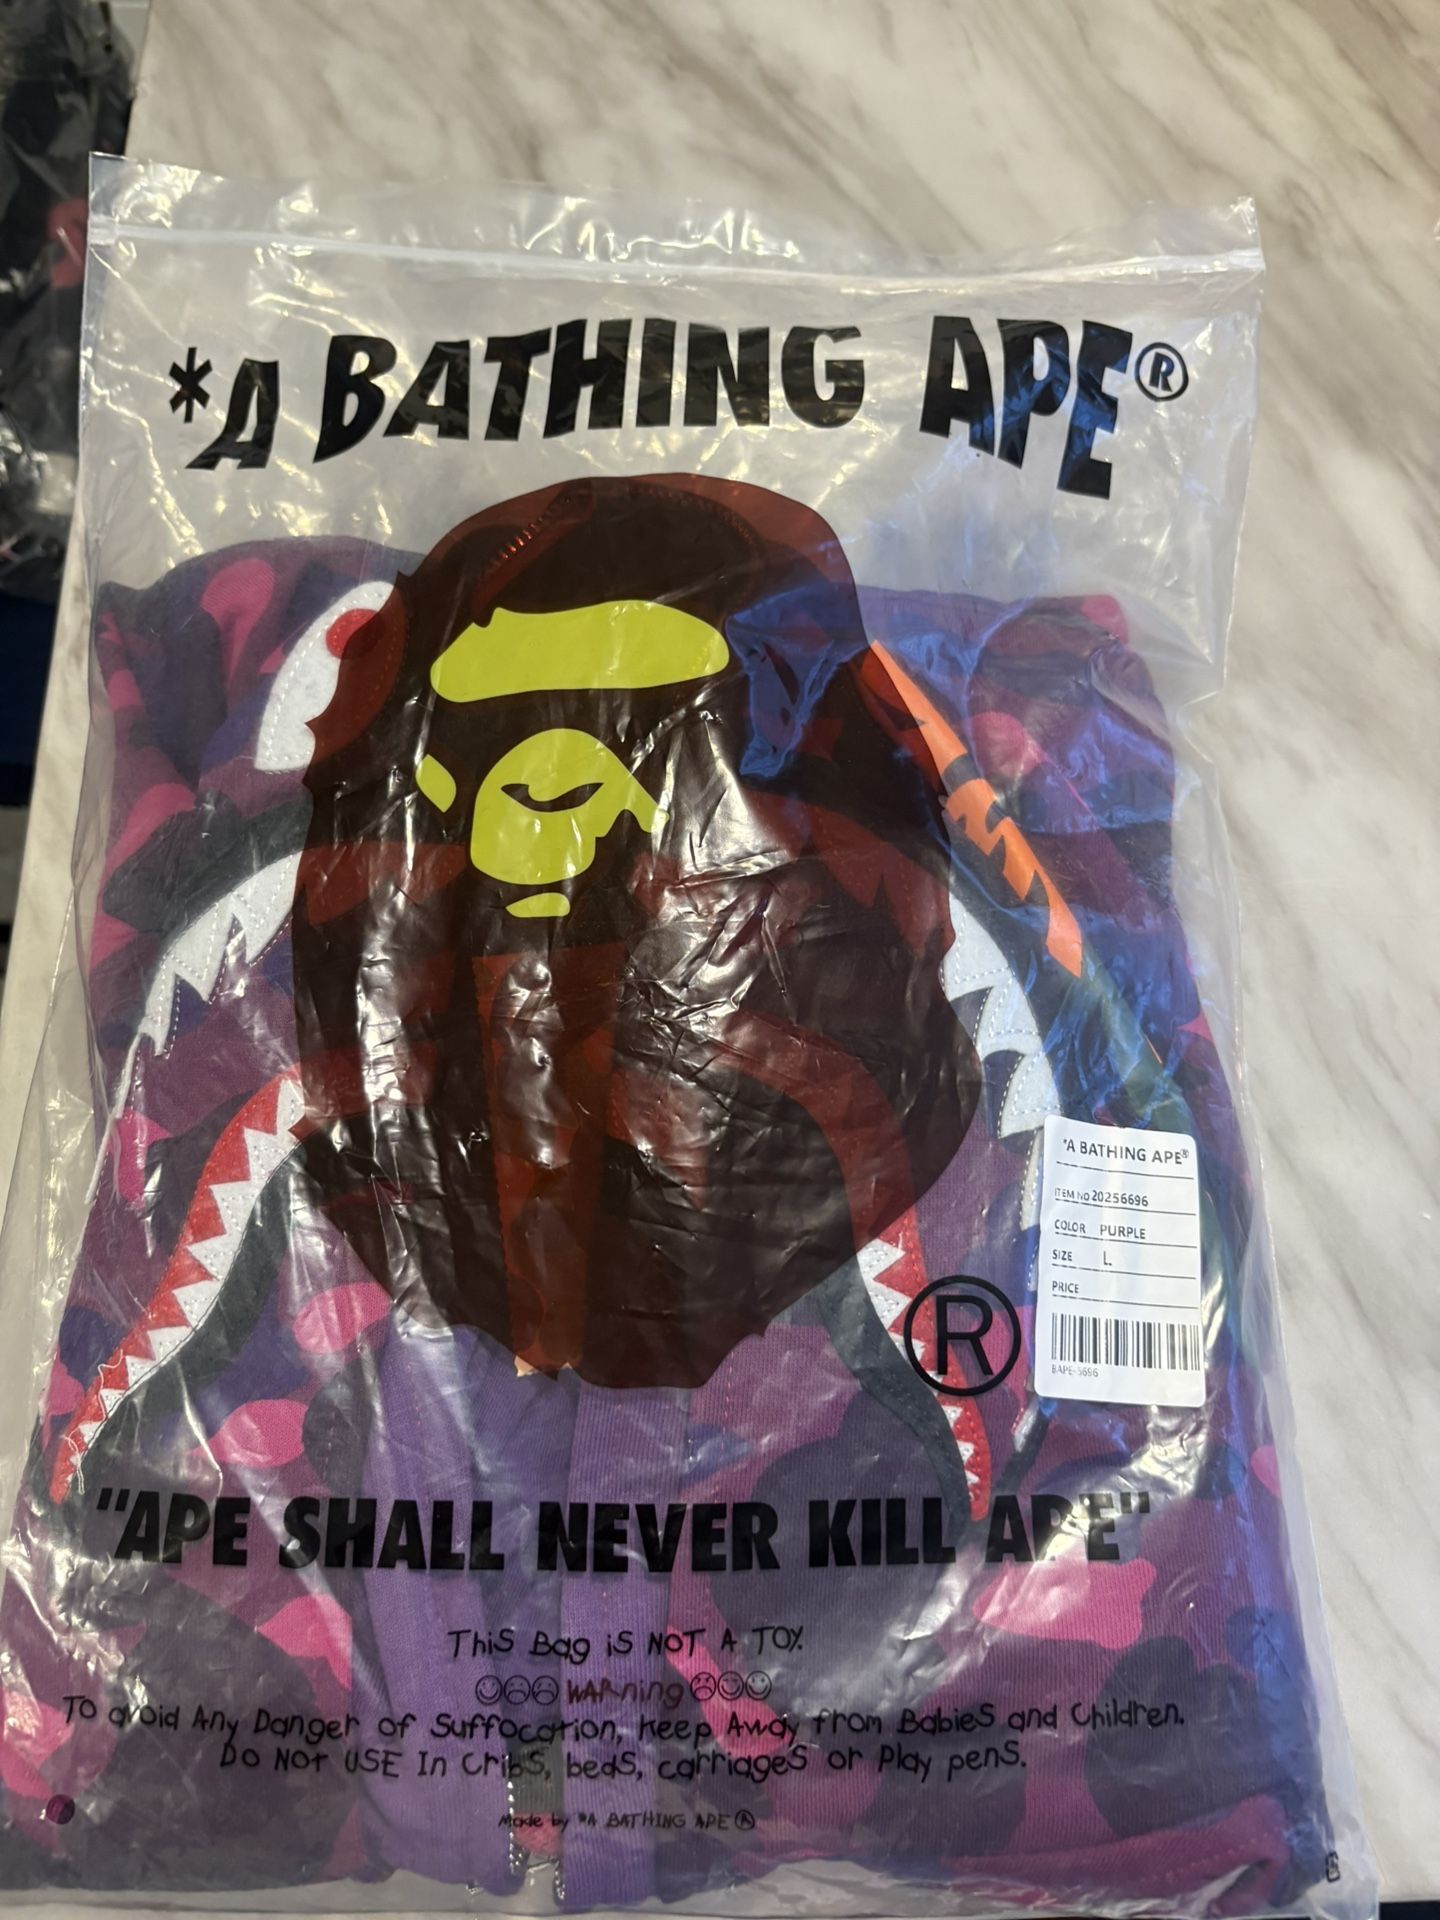 *A BATHING APE®
*A BATHING APE®
ITEM NO 20256696
COLOR PURPLE
SIZE L.
PRICE
BAPE-5696
®
"APE SHALL NEVER KILL APE"
THiS Bag iS NOT A TOY.
WARning
To avoid Any Danger of Suffocation, Keep Away from BabieS and Children.
Do Not USE In CribS, bedS, carriageS or Play penS.
Made by *A BATHING APE®